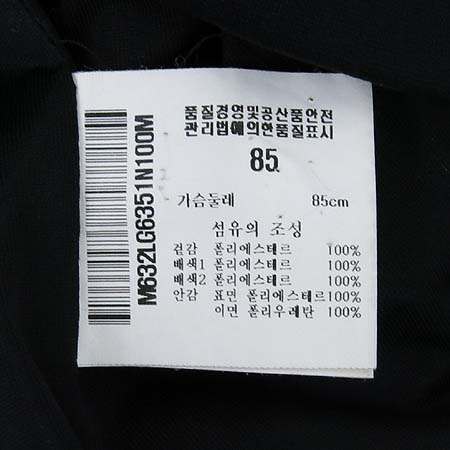 품질경영및공산품안전
관리법에의한품질표시
85
가슴둘레 85cm
섬유의 조성
겉감 폴리에스테르 100%
배색1 폴리에스테르 100%
배색2 폴리에스테르 100%
안감 표면 폴리에스테르100%
이면 폴리우레탄 100%
M632LG6351N100M